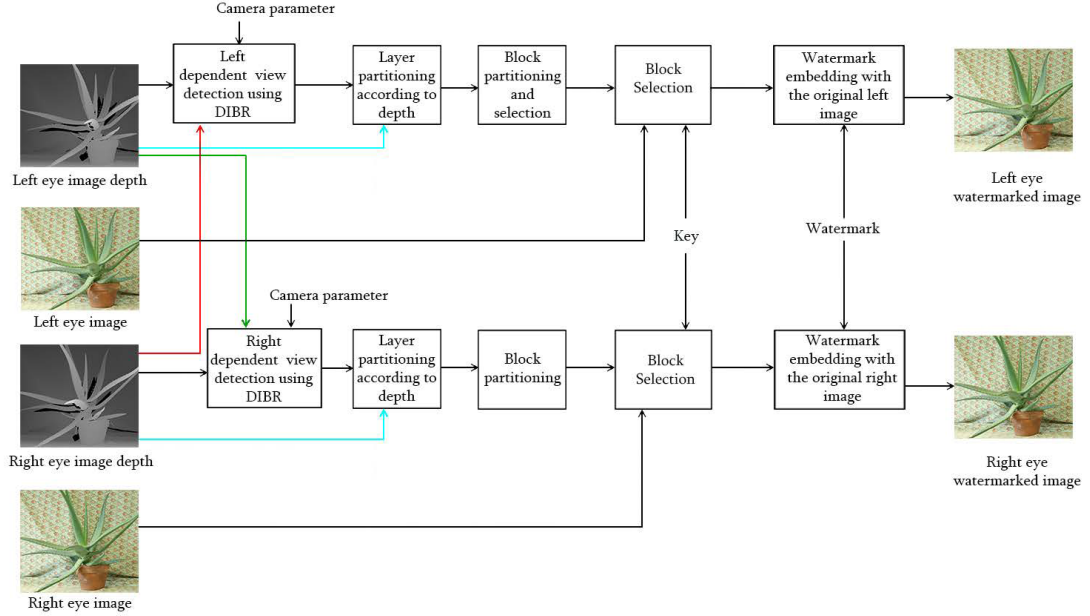 Camera parameter
Left
dependent view
detection using
DIBR
Layer
partitioning
according to
depth
Block
partitioning
and
selection
Block
Selection
Watermark
embedding with
the original left
image
Left eye image depth
Left eye
watermarked image
Left eye image
Key
Watermark
Camera parameter
Right
dependent view
detection using
DIBR
Layer
partitioning
according to
depth
Block
partitioning
Block
Selection
Watermark
embedding with
the original right
image
Right eye image depth
Right eye
watermarked image
Right eye image